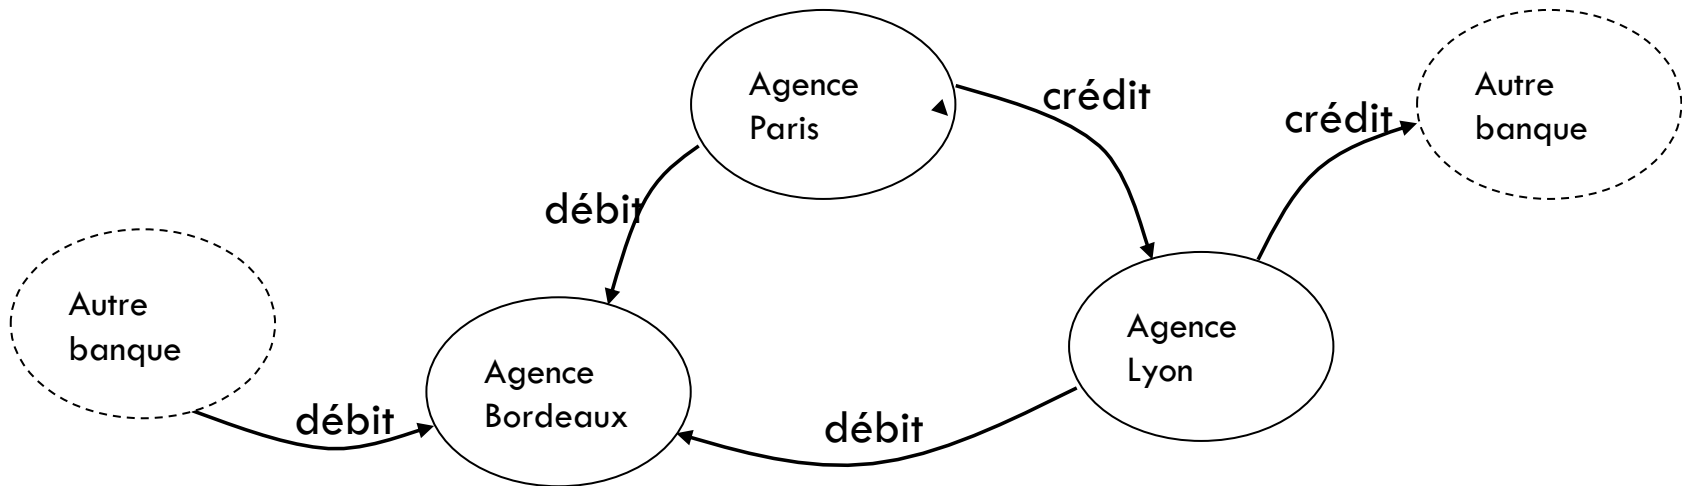 Agence
Paris
crédit
Autre
banque
crédit
débit
Autre
banque
Agence
Lyon
Agence
Bordeaux
débit
débit